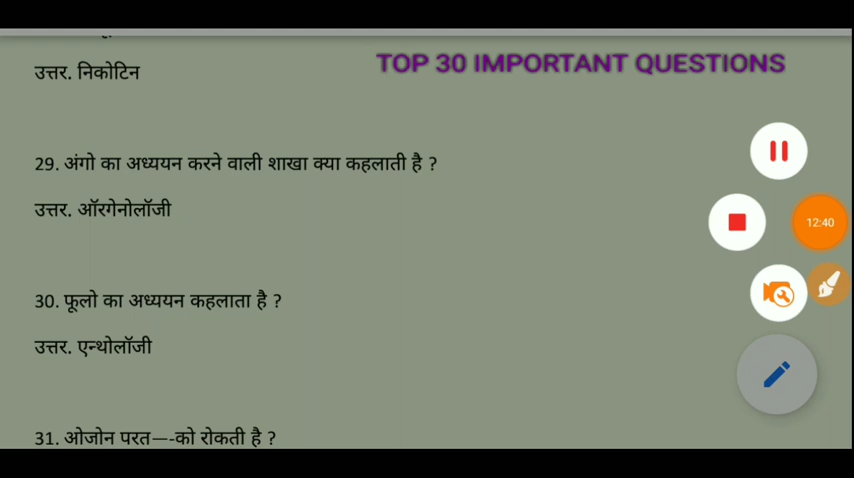 उत्तर. निकोटिन
TOP 30 IMPORTANT QUESTIONS
29. अंगो का अध्ययन करने वाली शाखा क्या कहलाती है ?
उत्तर. ऑरगेनोलॉजी
12:40
30. फूलो का अध्ययन कहलाता है ?
उत्तर. एन्थोलॉजी
31. ओजोन परत—-को रोकती है ?